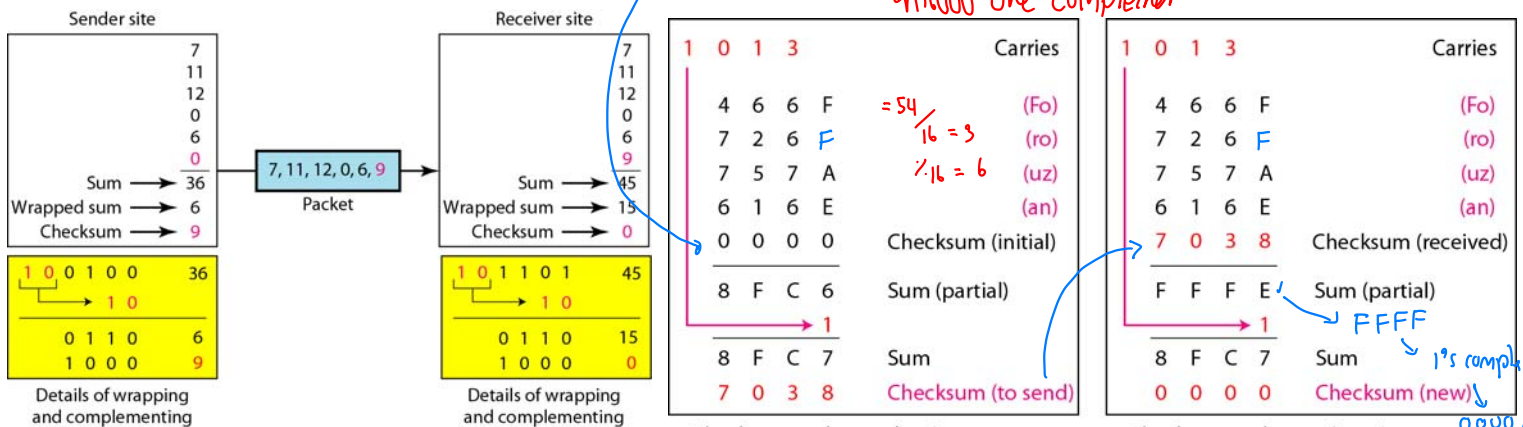 Sender site
7
11
12
0
6
0
Sum 36
Wrapped sum 6
Checksum 9
7, 11, 12, 0, 6, 9
Packet
Receiver site
7
11
12
0
6
9
Sum 45
Wrapped sum 15
Checksum 0
1 0 0 1 0 0 36
1 0
0 1 1 0 6
1 0 0 0 9
Details of wrapping
and complementing
1 0 1 1 0 1 45
1 0
0 1 1 0 15
1 0 0 0 0
Details of wrapping
and complementing
one
1 0 1 3 Carries
4 6 6 F = 54/16 = 3 (Fo)
7 2 6 F (ro)
7 5 7 A %16 = 6 (uz)
6 1 6 E (an)
0 0 0 0 Checksum (initial)
8 F C 6 Sum (partial)
1
8 F C 7 Sum
7 0 3 8 Checksum (to send)
1 0 1 3 Carries
4 6 6 F (Fo)
7 2 6 F (ro)
7 5 7 A (uz)
6 1 6 E (an)
7 0 3 8 Checksum (received)
F F F E Sum (partial)
FFFF
1
8 F C 7 Sum
1's compl
0 0 0 0 Checksum (new)